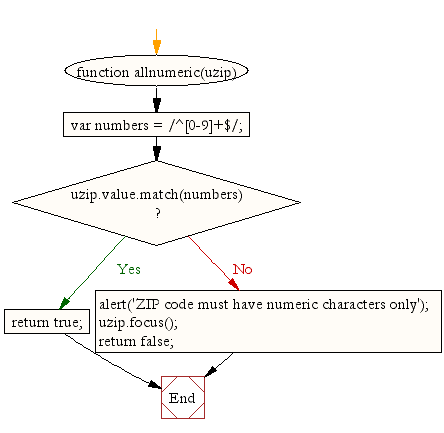 function allnumeric(uzip)
var numbers = /^[0-9]+$/;
uzip.value.match(numbers)
?
Yes
No
return true;
alert('ZIP code must have numeric characters only');
uzip.focus();
return false;
End